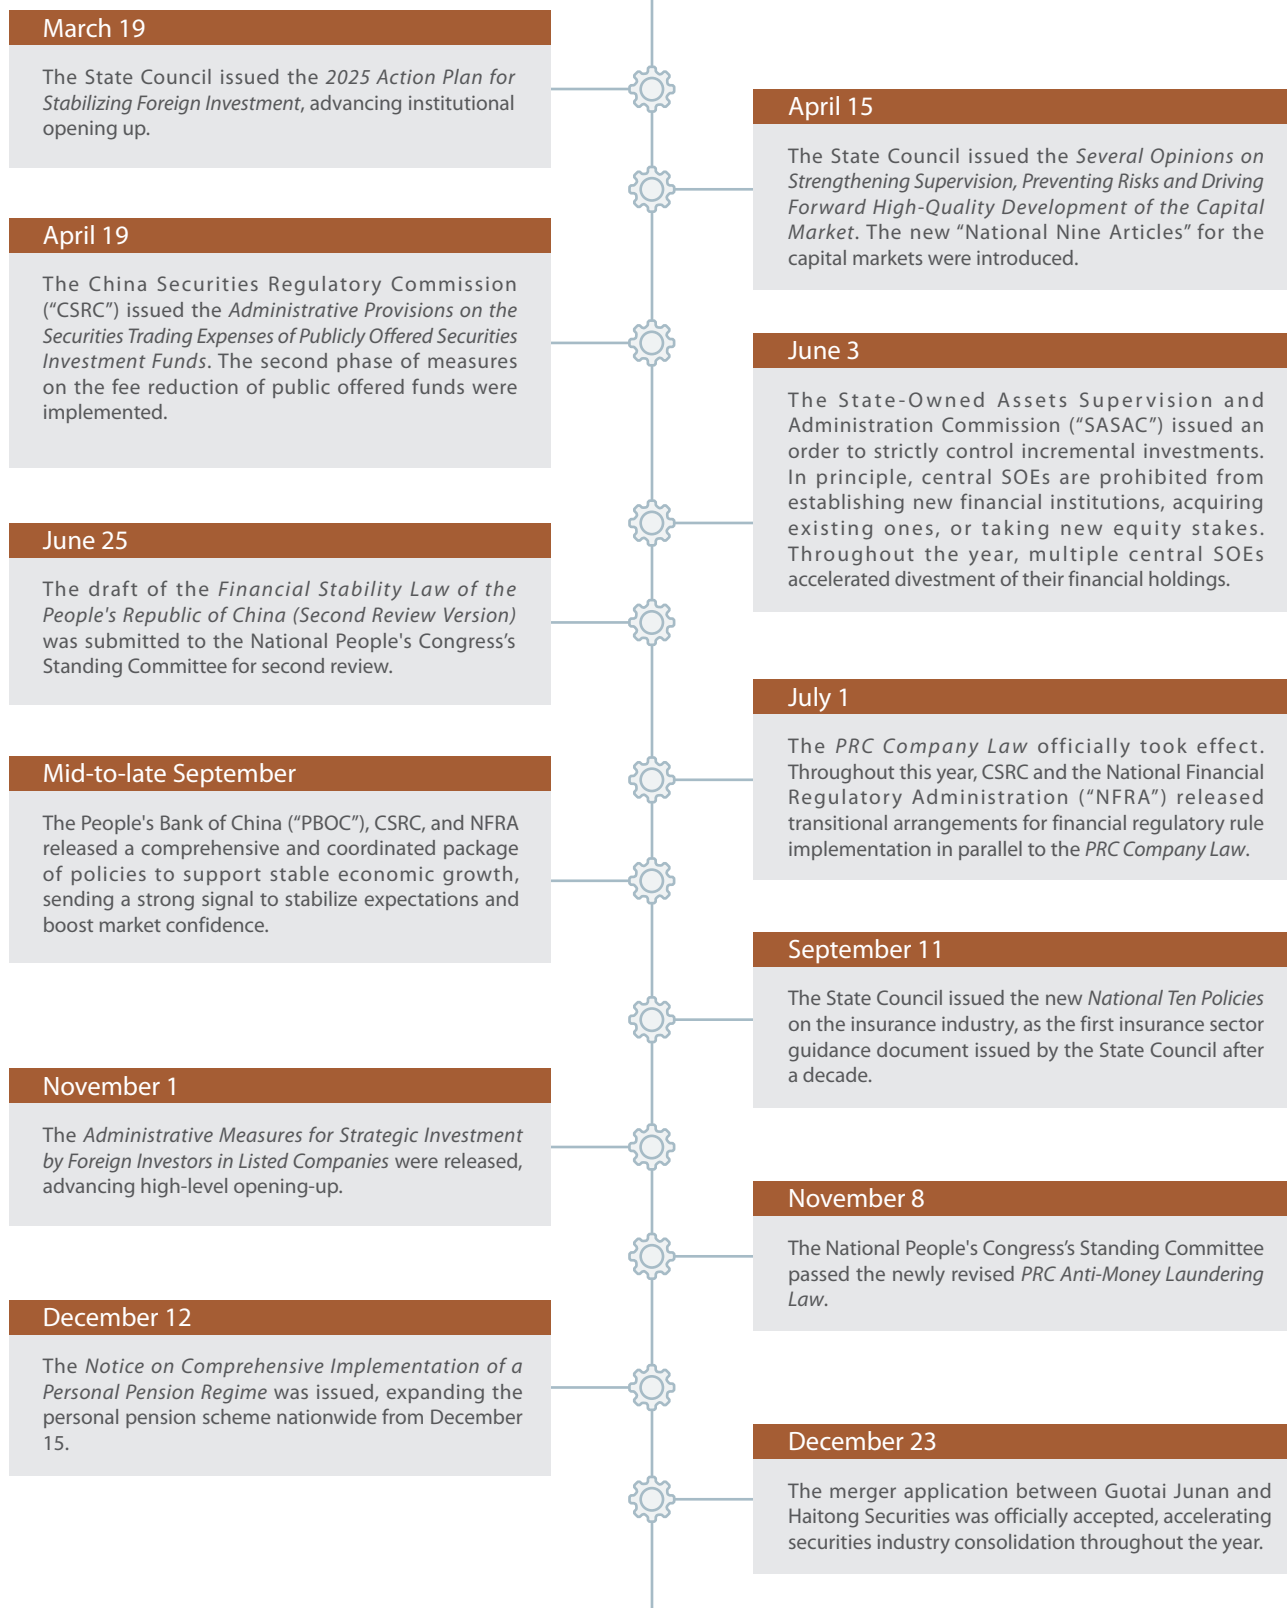 March 19
The State Council issued the 2025 Action Plan for
Stabilizing Foreign Investment, advancing institutional
opening up.
April 15
The State Council issued the Several Opinions on
Strengthening Supervision, Preventing Risks and Driving
Forward High-Quality Development of the Capital
Market. The new “National Nine Articles” for the
capital markets were introduced.
April 19
The China Securities Regulatory Commission
(“CSRC”) issued the Administrative Provisions on the
Securities Trading Expenses of Publicly Offered Securities
Investment Funds. The second phase of measures
on the fee reduction of public offered funds were
implemented.
June 3
The State-Owned Assets Supervision and
Administration Commission (“SASAC”) issued an
order to strictly control incremental investments.
In principle, central SOEs are prohibited from
establishing new financial institutions, acquiring
existing ones, or taking new equity stakes.
Throughout the year, multiple central SOEs
accelerated divestment of their financial holdings.
June 25
The draft of the Financial Stability Law of the
People's Republic of China (Second Review Version)
was submitted to the National People's Congress’s
Standing Committee for second review.
July 1
The PRC Company Law officially took effect.
Throughout this year, CSRC and the National Financial
Regulatory Administration (“NFRA”) released
transitional arrangements for financial regulatory rule
implementation in parallel to the PRC Company Law.
Mid-to-late September
The People's Bank of China (“PBOC”), CSRC, and NFRA
released a comprehensive and coordinated package
of policies to support stable economic growth,
sending a strong signal to stabilize expectations and
boost market confidence.
September 11
The State Council issued the new National Ten Policies
on the insurance industry, as the first insurance sector
guidance document issued by the State Council after
a decade.
November 1
The Administrative Measures for Strategic Investment
by Foreign Investors in Listed Companies were released,
advancing high-level opening-up.
November 8
The National People's Congress’s Standing Committee
passed the newly revised PRC Anti-Money Laundering
Law.
December 12
The Notice on Comprehensive Implementation of a
Personal Pension Regime was issued, expanding the
personal pension scheme nationwide from December
15.
December 23
The merger application between Guotai Junan and
Haitong Securities was officially accepted, accelerating
securities industry consolidation throughout the year.